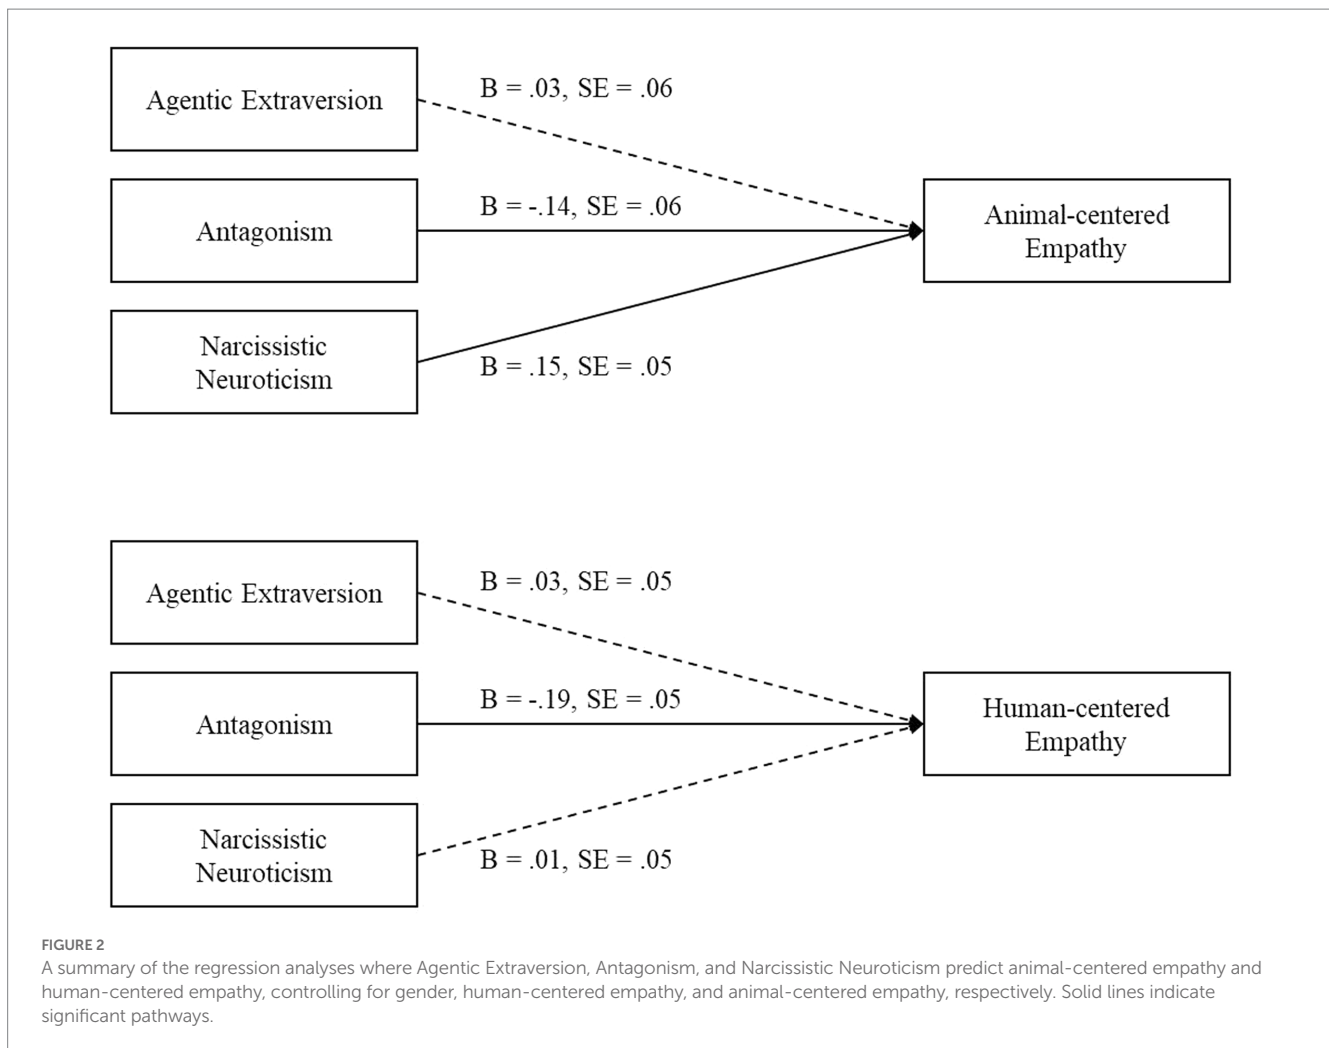 Agentic Extraversion
B = .03, SE = .06
Antagonism
B = -.14, SE = .06
Animal-centered
Empathy
Narcissistic
Neuroticism
B = .15, SE = .05
Agentic Extraversion
B = .03, SE = .05
Antagonism
B = -.19, SE = .05
Human-centered
Empathy
Narcissistic
Neuroticism
B = .01, SE = .05
FIGURE 2
A summary of the regression analyses where Agentic Extraversion, Antagonism, and Narcissistic Neuroticism predict animal-centered empathy and
human-centered empathy, controlling for gender, human-centered empathy, and animal-centered empathy, respectively. Solid lines indicate
significant pathways.